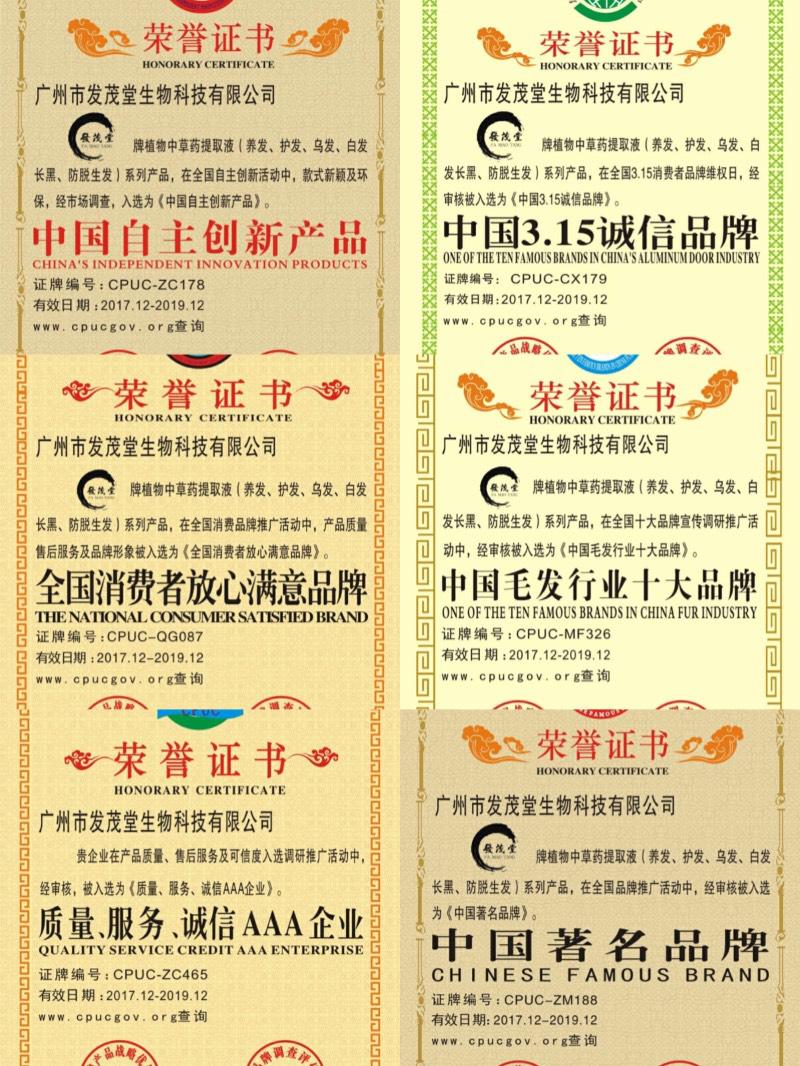 荣誉证书
HONORARY CERTIFICATE
广州市发茂堂生物科技有限公司
發茂堂
FA MAO TANG
牌植物中草药提取液（养发、护发、乌发、白发
长黑、防脱生发）系列产品，在全国自主创新活动中，款式新颖及环
保，经市场调查，入选为《中国自主创新产品》。
中国自主创新产品
CHINA'S INDEPENDENT INNOVATION PRODUCTS
证牌编号:CPUC-ZC178
有效日期:2017.12-2019.12
www.cpucgov.org查询
荣誉证书
HONORARY CERTIFICATE
广州市发茂堂生物科技有限公司
發茂堂
FA MAO TANG
牌植物中草药提取液（养发、护发、乌发、白
发长黑、防脱生发）系列产品，在全国3.15消费者品牌维权日，经
审核被入选为《中国3.15诚信品牌》。
中国3.15诚信品牌
ONE OF THE TEN FAMOUS BRANDS IN CHINA'S ALUMINUM DOOR INDUSTRY
证牌编号: CPUC-CX179
有效日期:2017.12-2019.12
www.cpucgov.org查询
荣誉证书
HONORARY CERTIFICATE
广州市发茂堂生物科技有限公司
發茂堂
FA MAO TANG
牌植物中草药提取液（养发、护发、乌发、白发
长黑、防脱生发）系列产品，在全国消费品牌推广活动中，产品质量
售后服务及品牌形象被入选为《全国消费者放心满意品牌》。
全国消费者放心满意品牌
THE NATIONAL CONSUMER SATISFIED BRAND
证牌编号:CPUC-QG087
有效日期:2017.12-2019.12
www.cpucgov.org查询
荣誉证书
HONORARY CERTIFICATE
广州市发茂堂生物科技有限公司
發茂堂
FA MAO TANG
牌植物中草药提取液（养发、护发、乌发、白
发长黑、防脱生发）系列产品，在全国十大品牌宣传调研推广活
动中，经审核被入选为《中国毛发行业十大品牌》。
中国毛发行业十大品牌
ONE OF THE TEN FAMOUS BRANDS IN CHINA FUR INDUSTRY
证牌编号:CPUC-MF326
有效日期:2017.12-2019.12
www.cpucgov.org查询
CPUC
荣誉证书
HONORARY CERTIFICATE
广州市发茂堂生物科技有限公司
贵企业在产品质量、售后服务及可信度入选调研推广活动中，
经审核，被入选为《质量、服务、诚信AAA企业》。
质量、服务、诚信AAA企业
QUALITY SERVICE CREDIT AAA ENTERPRISE
证牌编号:CPUC-ZC465
有效日期:2017.12-2019.12
www.cpucgov.org查询
荣誉证书
HONORARY CERTIFICATE
广州市发茂堂生物科技有限公司
發茂堂
FA MAO TANG
牌植物中草药提取液（养发、护发、乌发、白发
长黑、防脱生发）系列产品，在全国品牌推广活动中，经审核被入选
为《中国著名品牌》。
中国著名品牌
CHINESE FAMOUS BRAND
证牌编号:CPUC-ZM188
有效日期:2017.12-2019.12
www.cpucgov.org查询